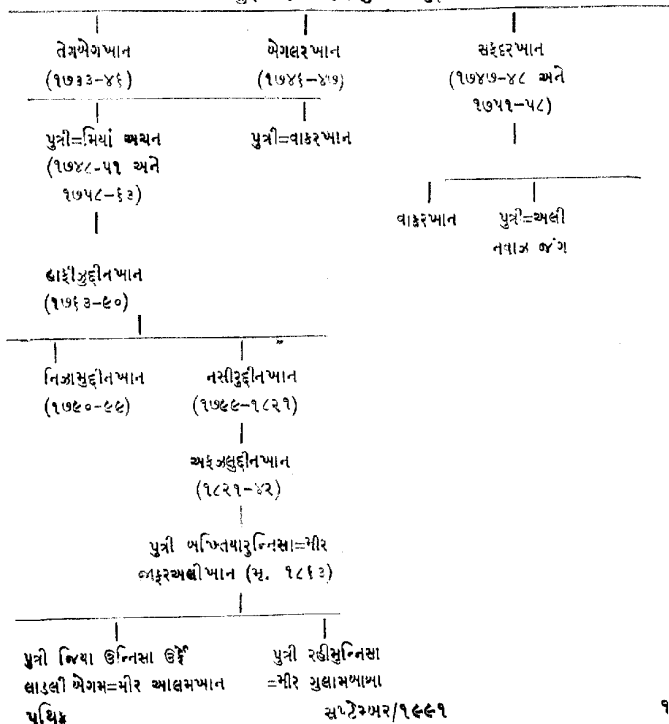 તેગબેગખાન
(૧૭૩૩-૪૬)
બેગલરખાન
(૧૭૪૬-૪૭)
સફદરખાન
(૧૭૪૭-૪૮ અને
૧૭૫૧-૫૮)
પુત્રી=મિયાં અચન
(૧૭૪૮-૫૧ અને
૧૭૫૮-૬૩)
પુત્રી=વાકરખાન
વાકરખાન
પુત્રી=અલી
નવાઝ જંગ
હાફીઝુદ્દીનખાન
(૧૭૬૩-૯૦)
નિઝામુદ્દીનખાન
(૧૭૯૦-૯૯)
નસીરુદ્દીનખાન
(૧૭૯૯-૧૮૨૧)
અફઝલુદ્દીનખાન
(૧૮૨૧-૪૨)
પુત્રી બખ્તિયારુન્નિસા=મીર
જાફરઅલીખાન (મૃ. ૧૮૬૩)
પુત્રી જિયા ઉન્નિસા ઉર્ફે
લાડલી બેગમ=મીર આલમખાન
પુત્રી રહીમુન્નિસા
=મીર ગુલામબાબા
પથિક
સપ્ટેમ્બર/૧૯૯૧